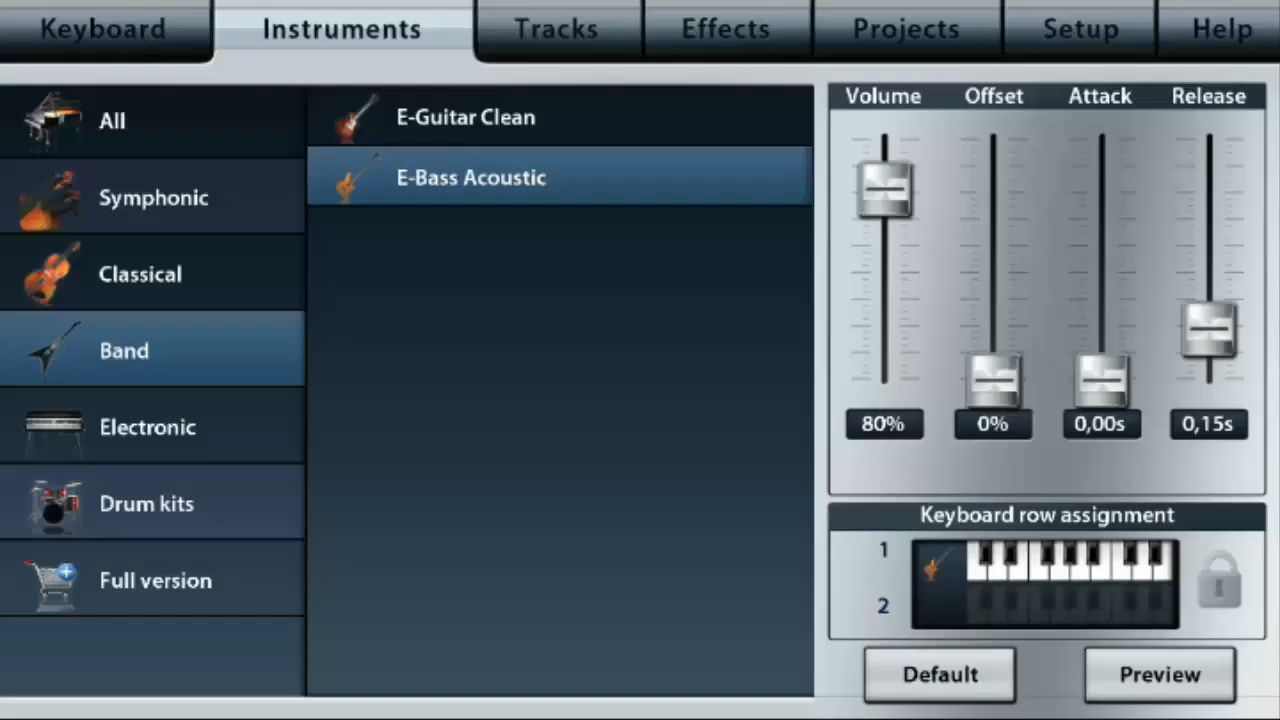 Keyboard
Instruments
Tracks
Effects
Projects
Setup
Help
All
Symphonic
Classical
Band
Electronic
Drum kits
Full version
E-Guitar Clean
E-Bass Acoustic
Volume
Offset
Attack
Release
80%
0%
0,00s
0,15s
Keyboard row assignment
1
2
Default
Preview